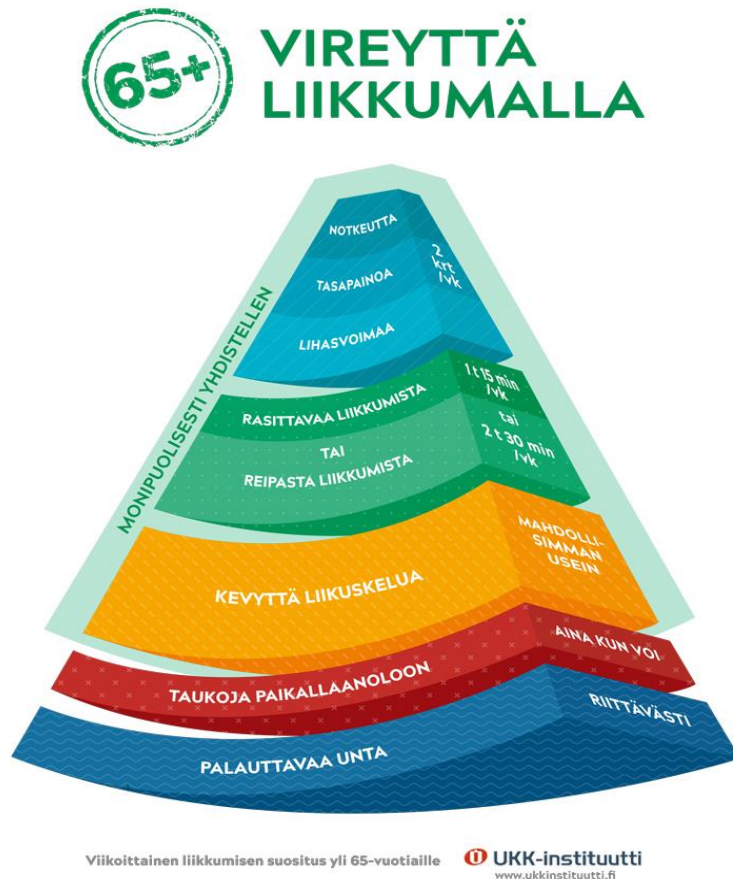 65+
VIREYTTÄ
LIIKKUMALLA
MONIPUOLISESTI YHDISTELLEN
NOTKEUTTA
TASAPAINOA
LIHASVOIMAA
2
krt
/vk
RASITTAVAA LIIKKUMISTA
TAI
REIPASTA LIIKKUMISTA
1 t 15 min
/vk
tai
2 t 30 min
/vk
KEVYTTÄ LIIKUSKELUA
MAHDOLLI-
SIMMAN
USEIN
TAUKOJA PAIKALLAANOLOON
AINA KUN VOI
PALAUTTAVAA UNTA
RIITTÄVÄSTI
Viikoittainen liikkumisen suositus yli 65-vuotiaille
UKK-instituutti
www.ukkinstituutti.fi